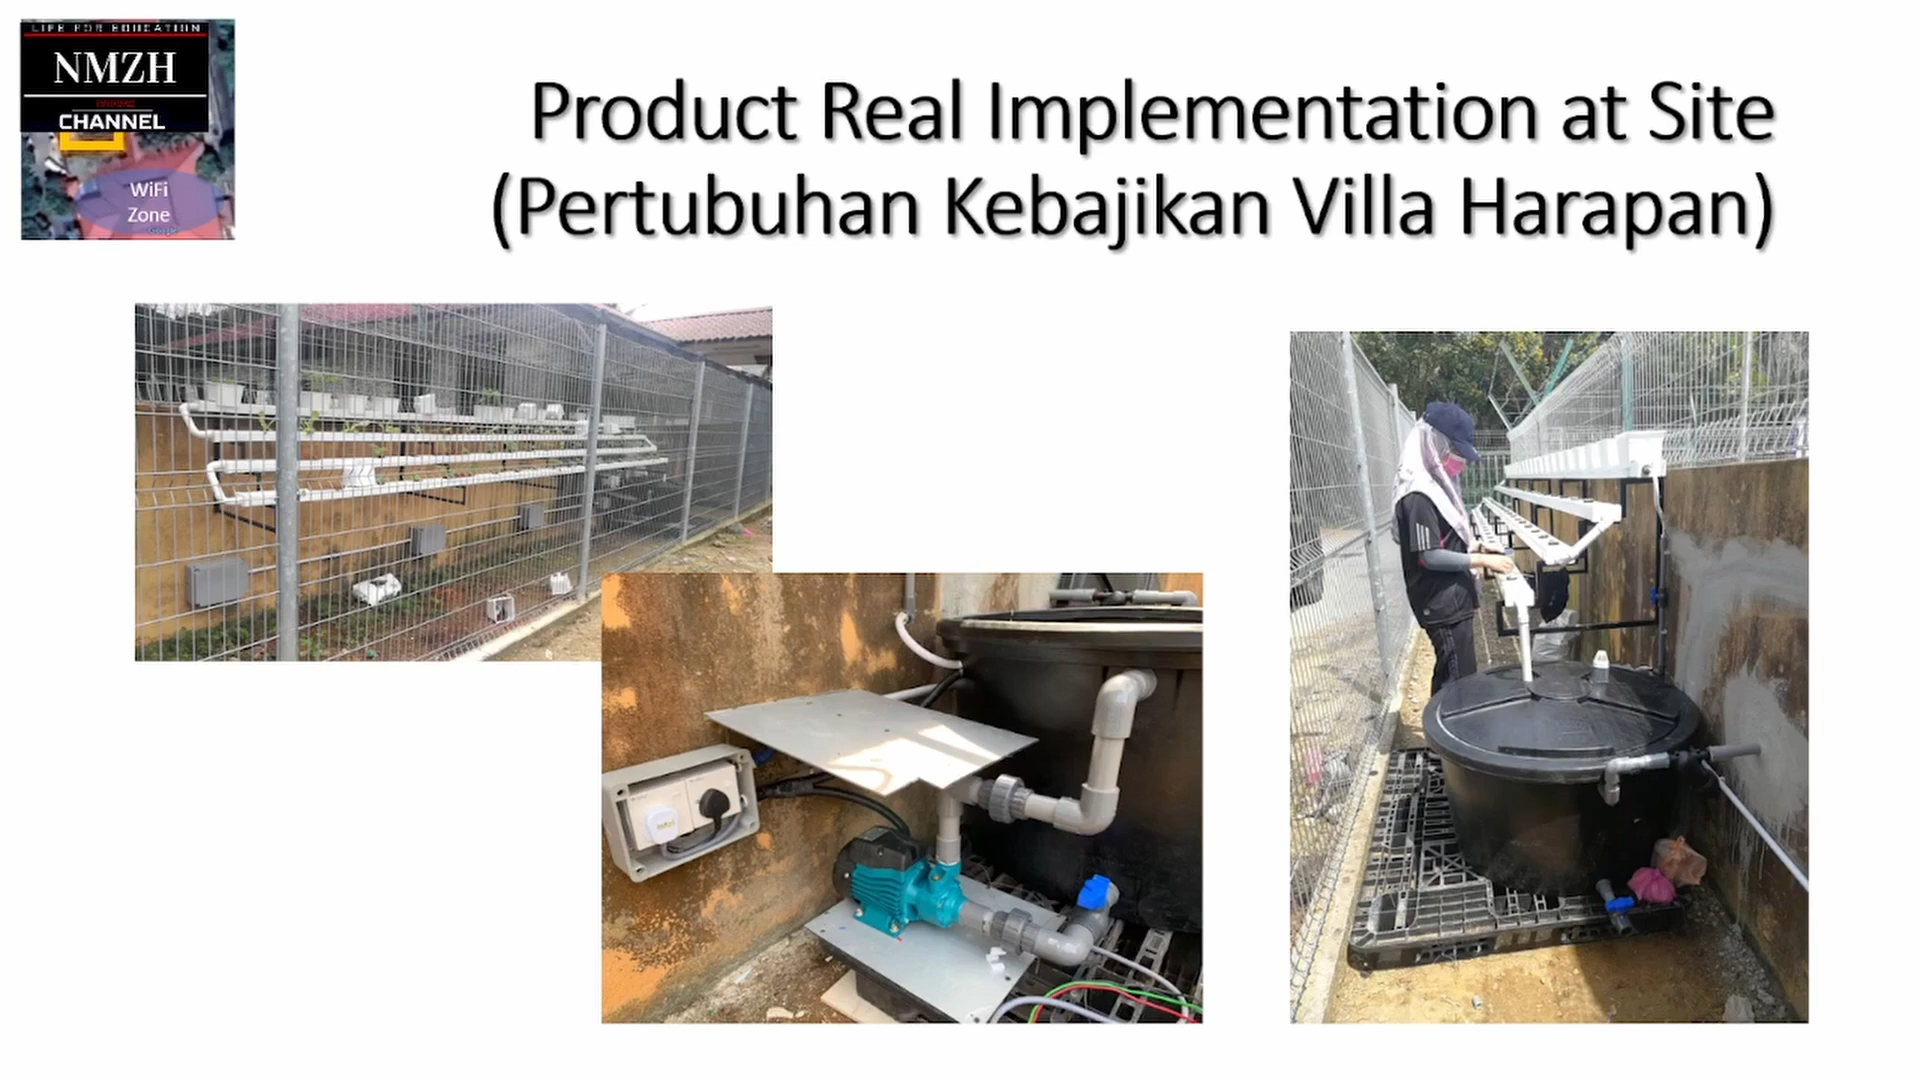 LIFE FOR EDUCATION
NMZH
CHANNEL
WiFi
Zone
Product Real Implementation at Site
(Pertubuhan Kebajikan Villa Harapan)